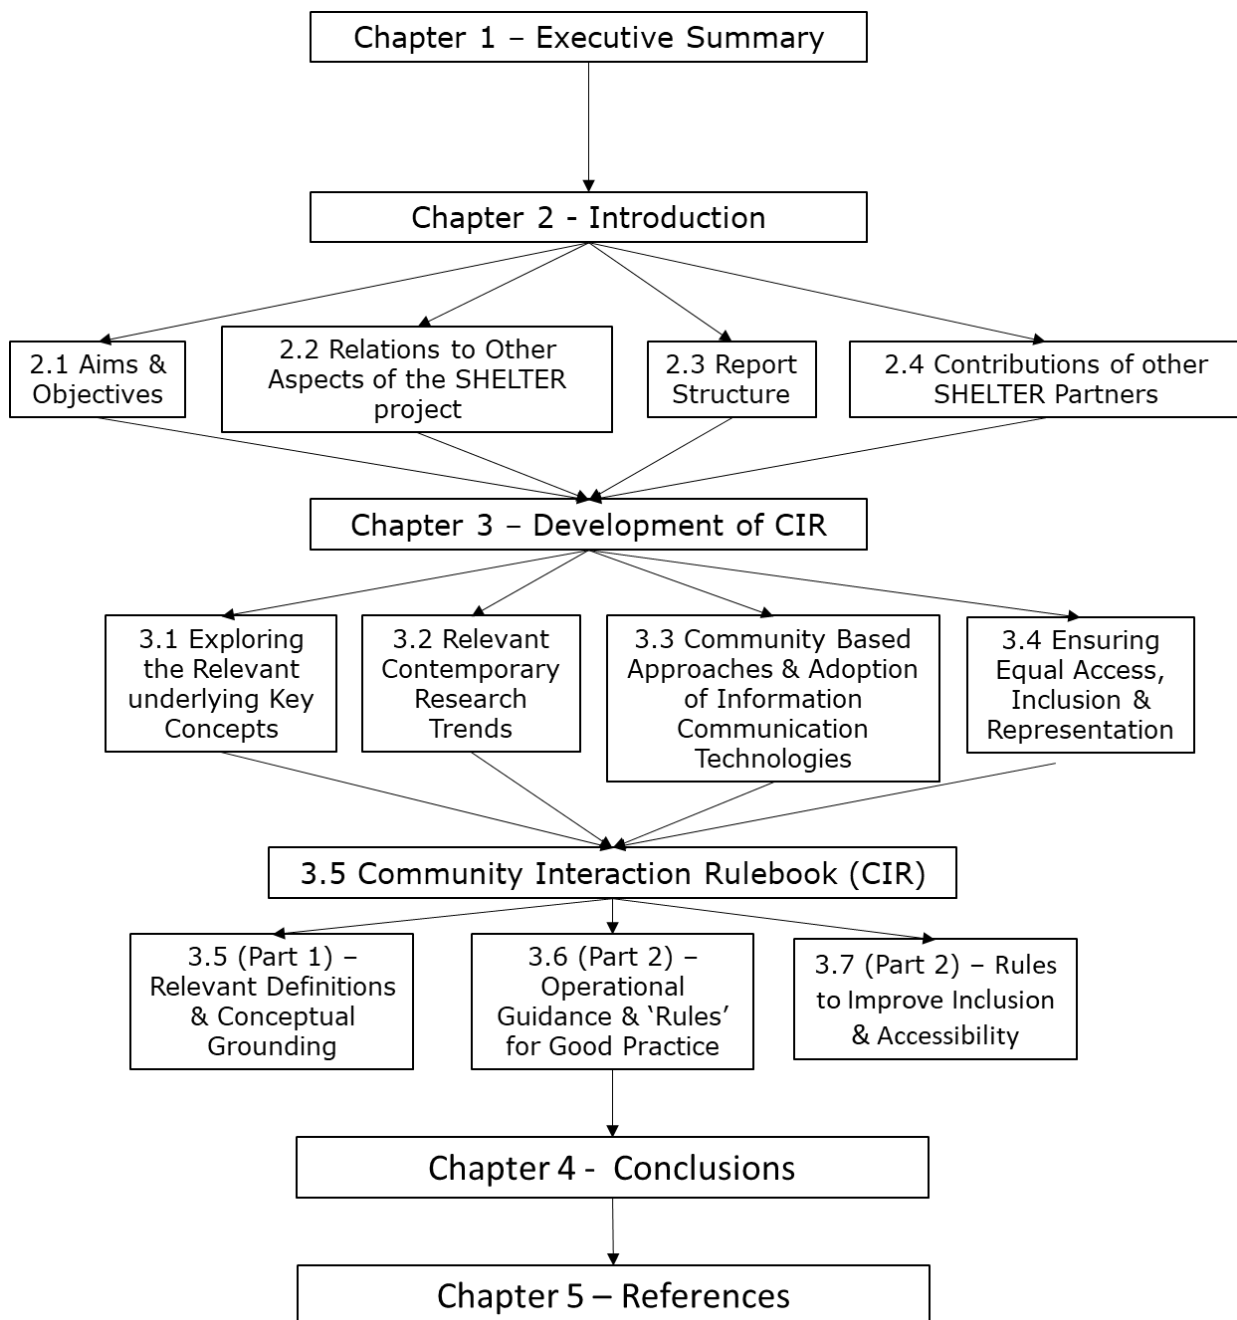 Chapter 1 – Executive Summary
Chapter 2 - Introduction
2.1 Aims &
Objectives
2.2 Relations to Other
Aspects of the SHELTER
project
2.3 Report
Structure
2.4 Contributions of other
SHELTER Partners
Chapter 3 – Development of CIR
3.1 Exploring
the Relevant
underlying Key
Concepts
3.2 Relevant
Contemporary
Research
Trends
3.3 Community Based
Approaches & Adoption
of Information
Communication
Technologies
3.4 Ensuring
Equal Access,
Inclusion &
Representation
3.5 Community Interaction Rulebook (CIR)
3.5 (Part 1) –
Relevant Definitions
& Conceptual
Grounding
3.6 (Part 2) –
Operational
Guidance & ‘Rules’
for Good Practice
3.7 (Part 2) – Rules
to Improve Inclusion
& Accessibility
Chapter 4 -  Conclusions
Chapter 5 – References